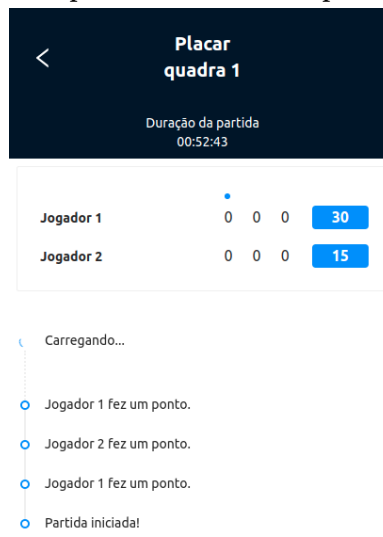 Placar
quadra 1
Duração da partida
00:52:43
Jogador 1 0 0 0 30
Jogador 2 0 0 0 15
Carregando...
Jogador 1 fez um ponto.
Jogador 2 fez um ponto.
Jogador 1 fez um ponto.
Partida iniciada!